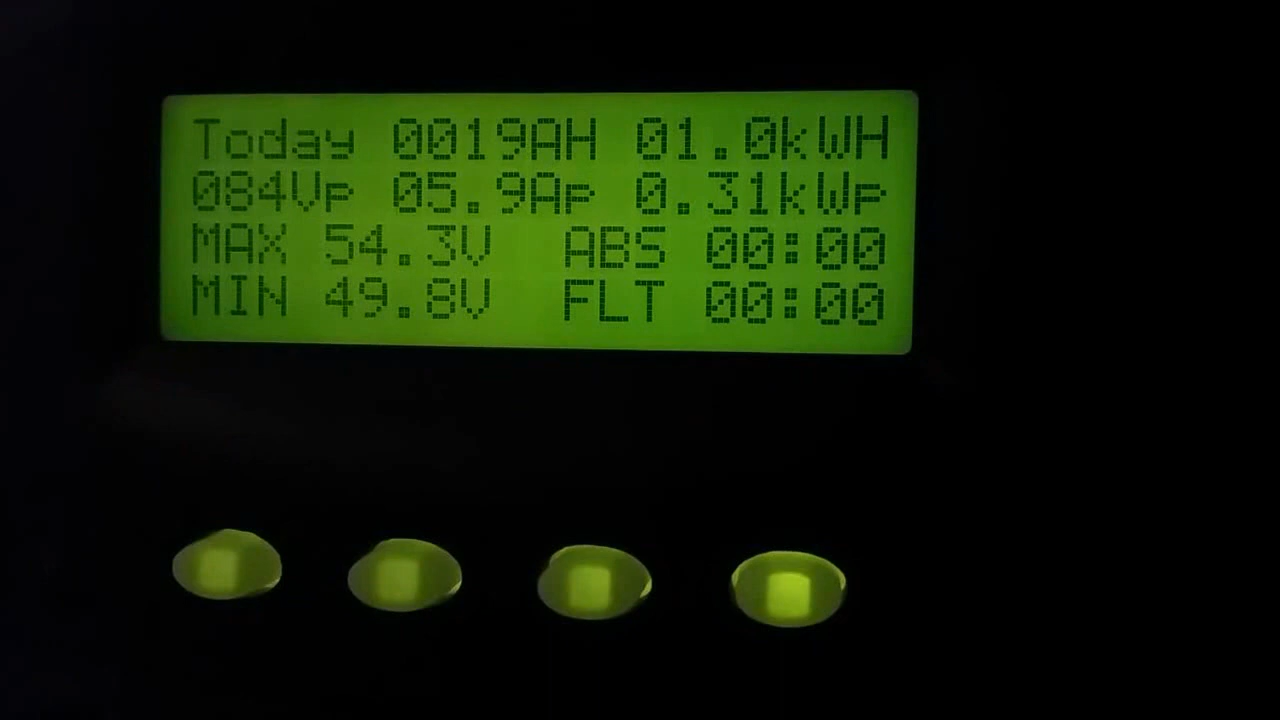 Today 0019AH 01.0kWH
084Vp 05.9Ap 0.31kWp
MAX 54.3V ABS 00:00
MIN 49.8V FLT 00:00